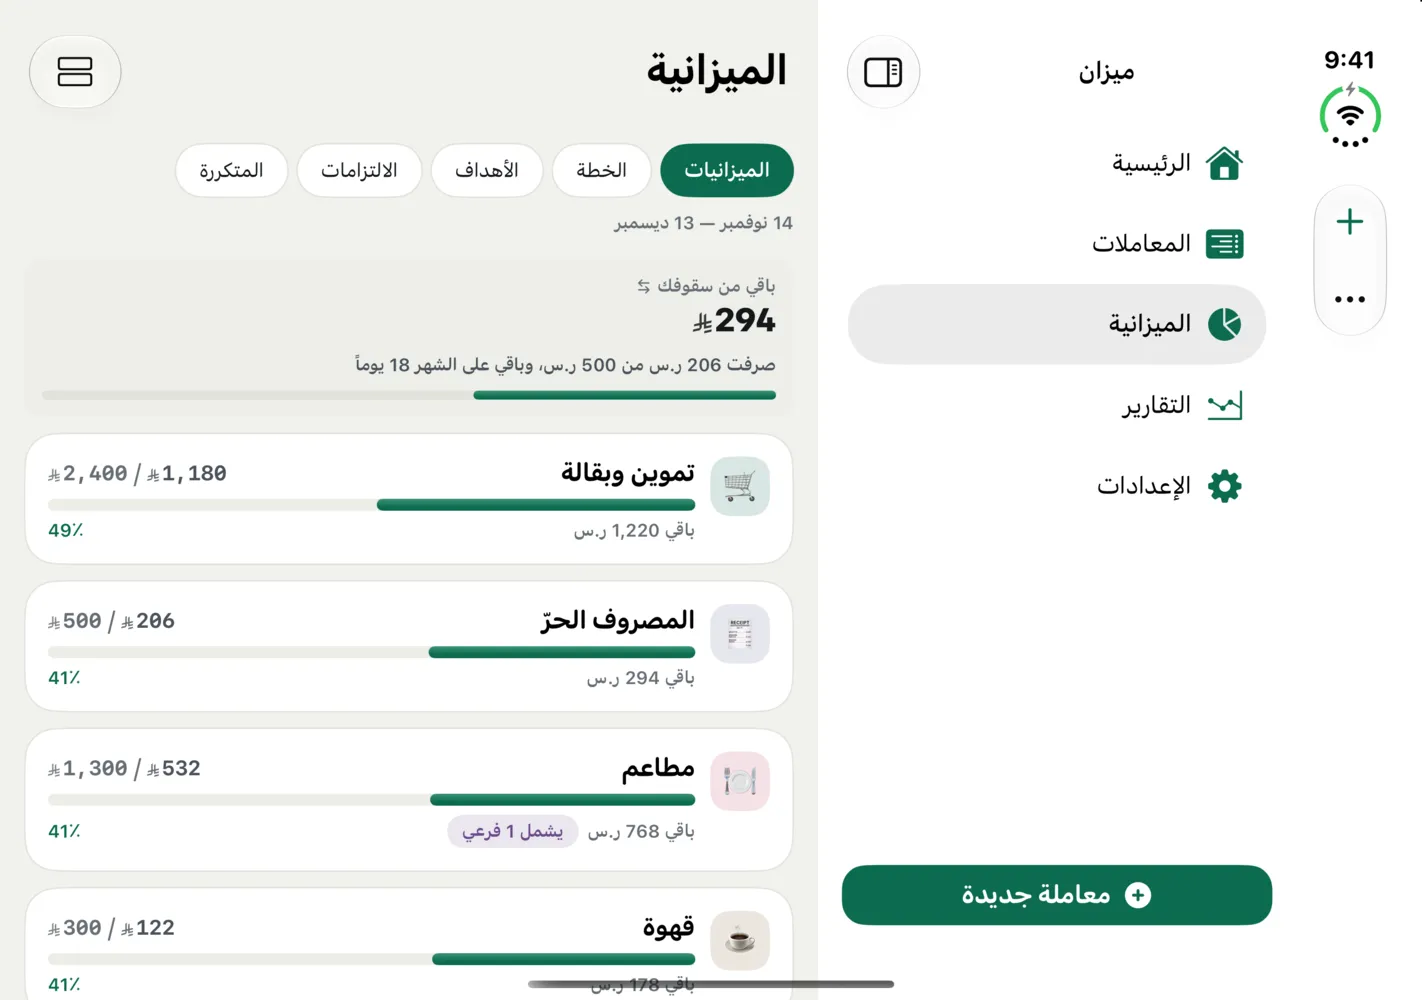 9:41
ميزان
الرئيسية
المعاملات
الميزانية
التقارير
الإعدادات
معاملة جديدة
الميزانية
الميزانيات
الخطة
الأهداف
الالتزامات
المتكررة
14 نوفمبر — 13 ديسمبر
باقي من سقوفك
294⃁
صرفت 206 ر.س من 500 ر.س، وباقي على الشهر 18 يوماً
تموين وبقالة
1,180⃁ / 2,400⃁
باقي 1,220 ر.س
49٪
المصروف الحرّ
206⃁ / 500⃁
باقي 294 ر.س
41٪
مطاعم
532⃁ / 1,300⃁
باقي 768 ر.س
يشمل 1 فرعي
41٪
RECEIPT
قهوة
122⃁ / 300⃁
باقي 178 ر.س
41٪